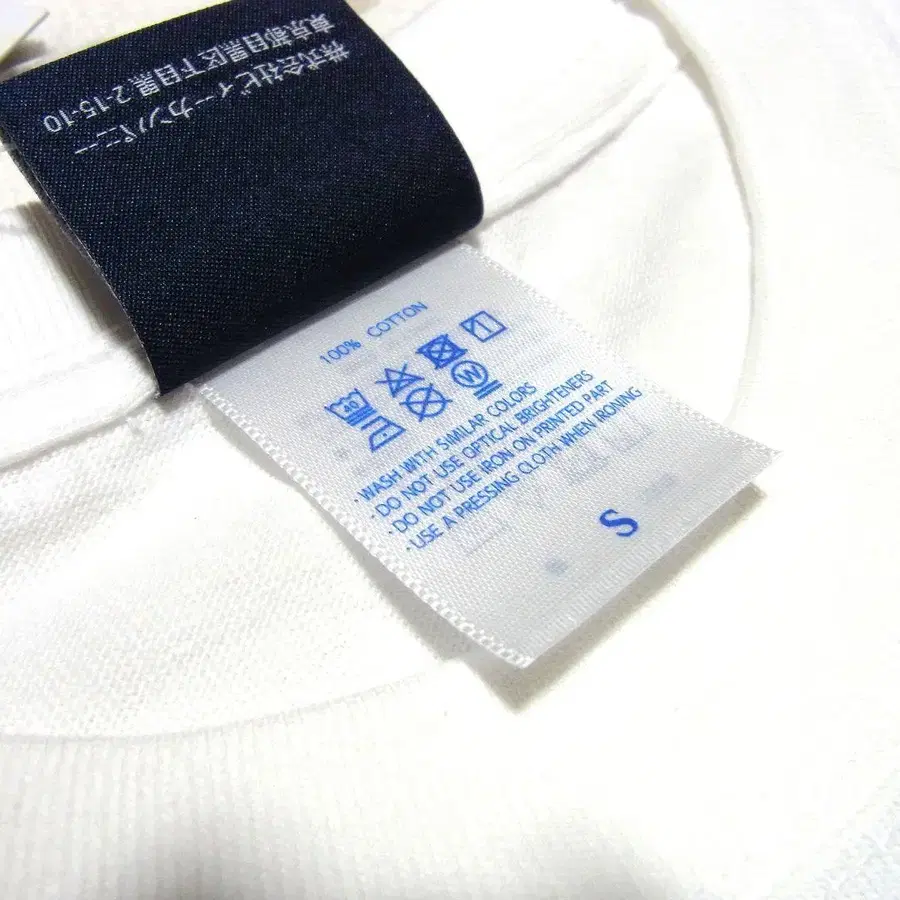 株式会社ビィーカンパニー
東京都目黒区下目黒 2-15-10
100% COTTON
40
W
· WASH WITH SIMILAR COLORS
· DO NOT USE OPTICAL BRIGHTENERS
· DO NOT USE IRON ON PRINTED PART
· USE A PRESSING CLOTH WHEN IRONING
S